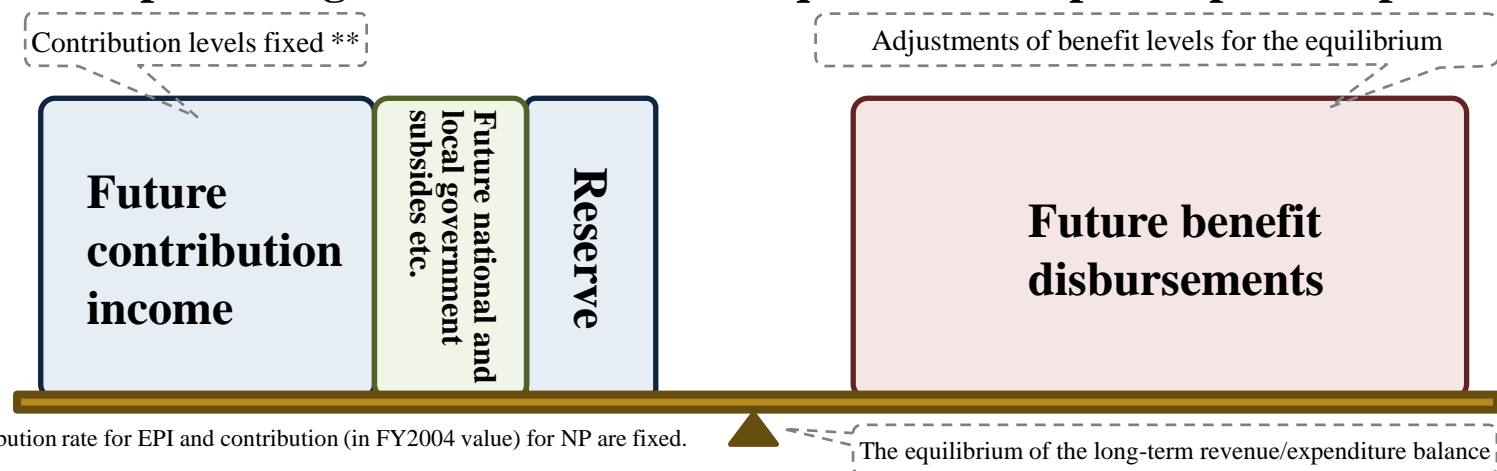 Contribution levels fixed **
Adjustments of benefit levels for the equilibrium
Future
contribution
income
Future national and
local government
subsides etc.
Reserve
Future benefit
disbursements
rate for EPI and contribution (in FY2004 value) for NP are fixed.
The equilibrium of the long-term revenue/expenditure balance